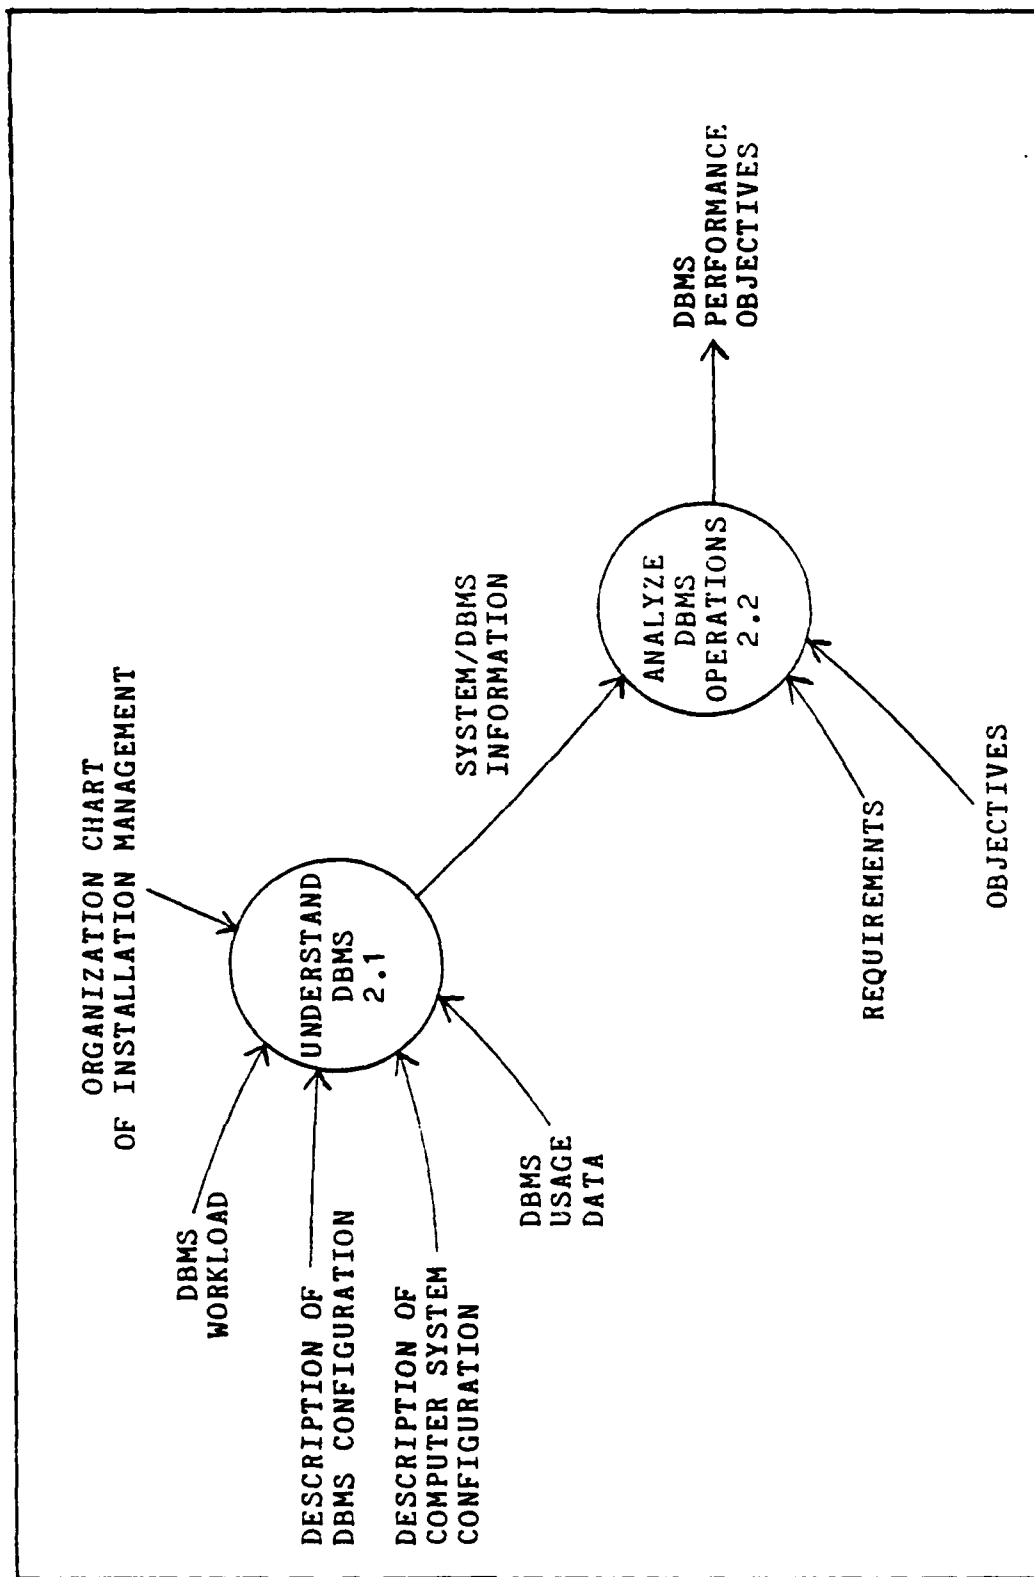 ORGANIZATION CHART
OF INSTALLATION MANAGEMENT
DBMS
WORKLOAD
DESCRIPTION OF
DBMS CONFIGURATION
DESCRIPTION OF
COMPUTER SYSTEM
CONFIGURATION
DBMS
USAGE
DATA
UNDERSTAND
DBMS
2.1
SYSTEM/DBMS
INFORMATION
ANALYZE
DBMS
OPERATIONS
2.2
REQUIREMENTS
OBJECTIVES
DBMS
PERFORMANCE
OBJECTIVES